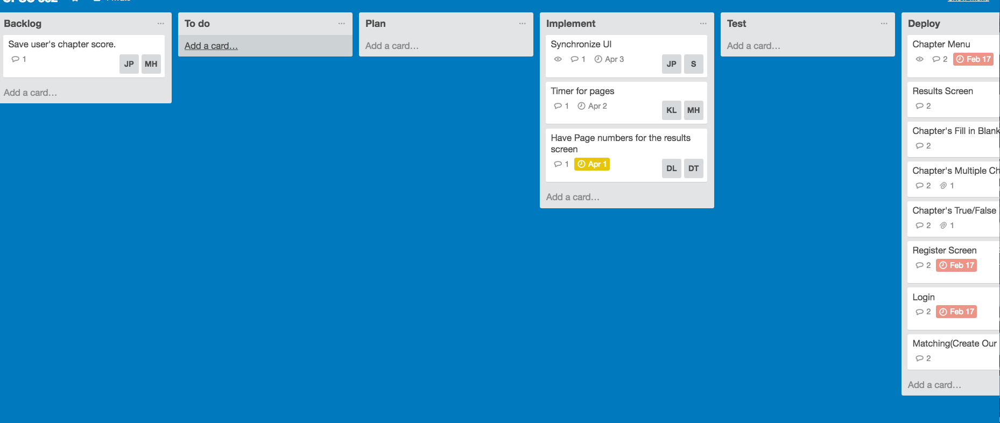 Backlog
Save user's chapter score.
1
JP MH
Add a card…
To do
Add a card…
Plan
Add a card…
Implement
Synchronize UI
1 Apr 3
JP S
Timer for pages
1 Apr 2
KL MH
Have Page numbers for the results
screen
1 Apr 1
DL DT
Add a card…
Test
Add a card…
Deploy
Chapter Menu
2 Feb 17
Results Screen
2
Chapter's Fill in Blank
2
Chapter's Multiple Ch
2 1
Chapter's True/False
2 1
Register Screen
2 Feb 17
Login
2 Feb 17
Matching(Create Our
2
Add a card…